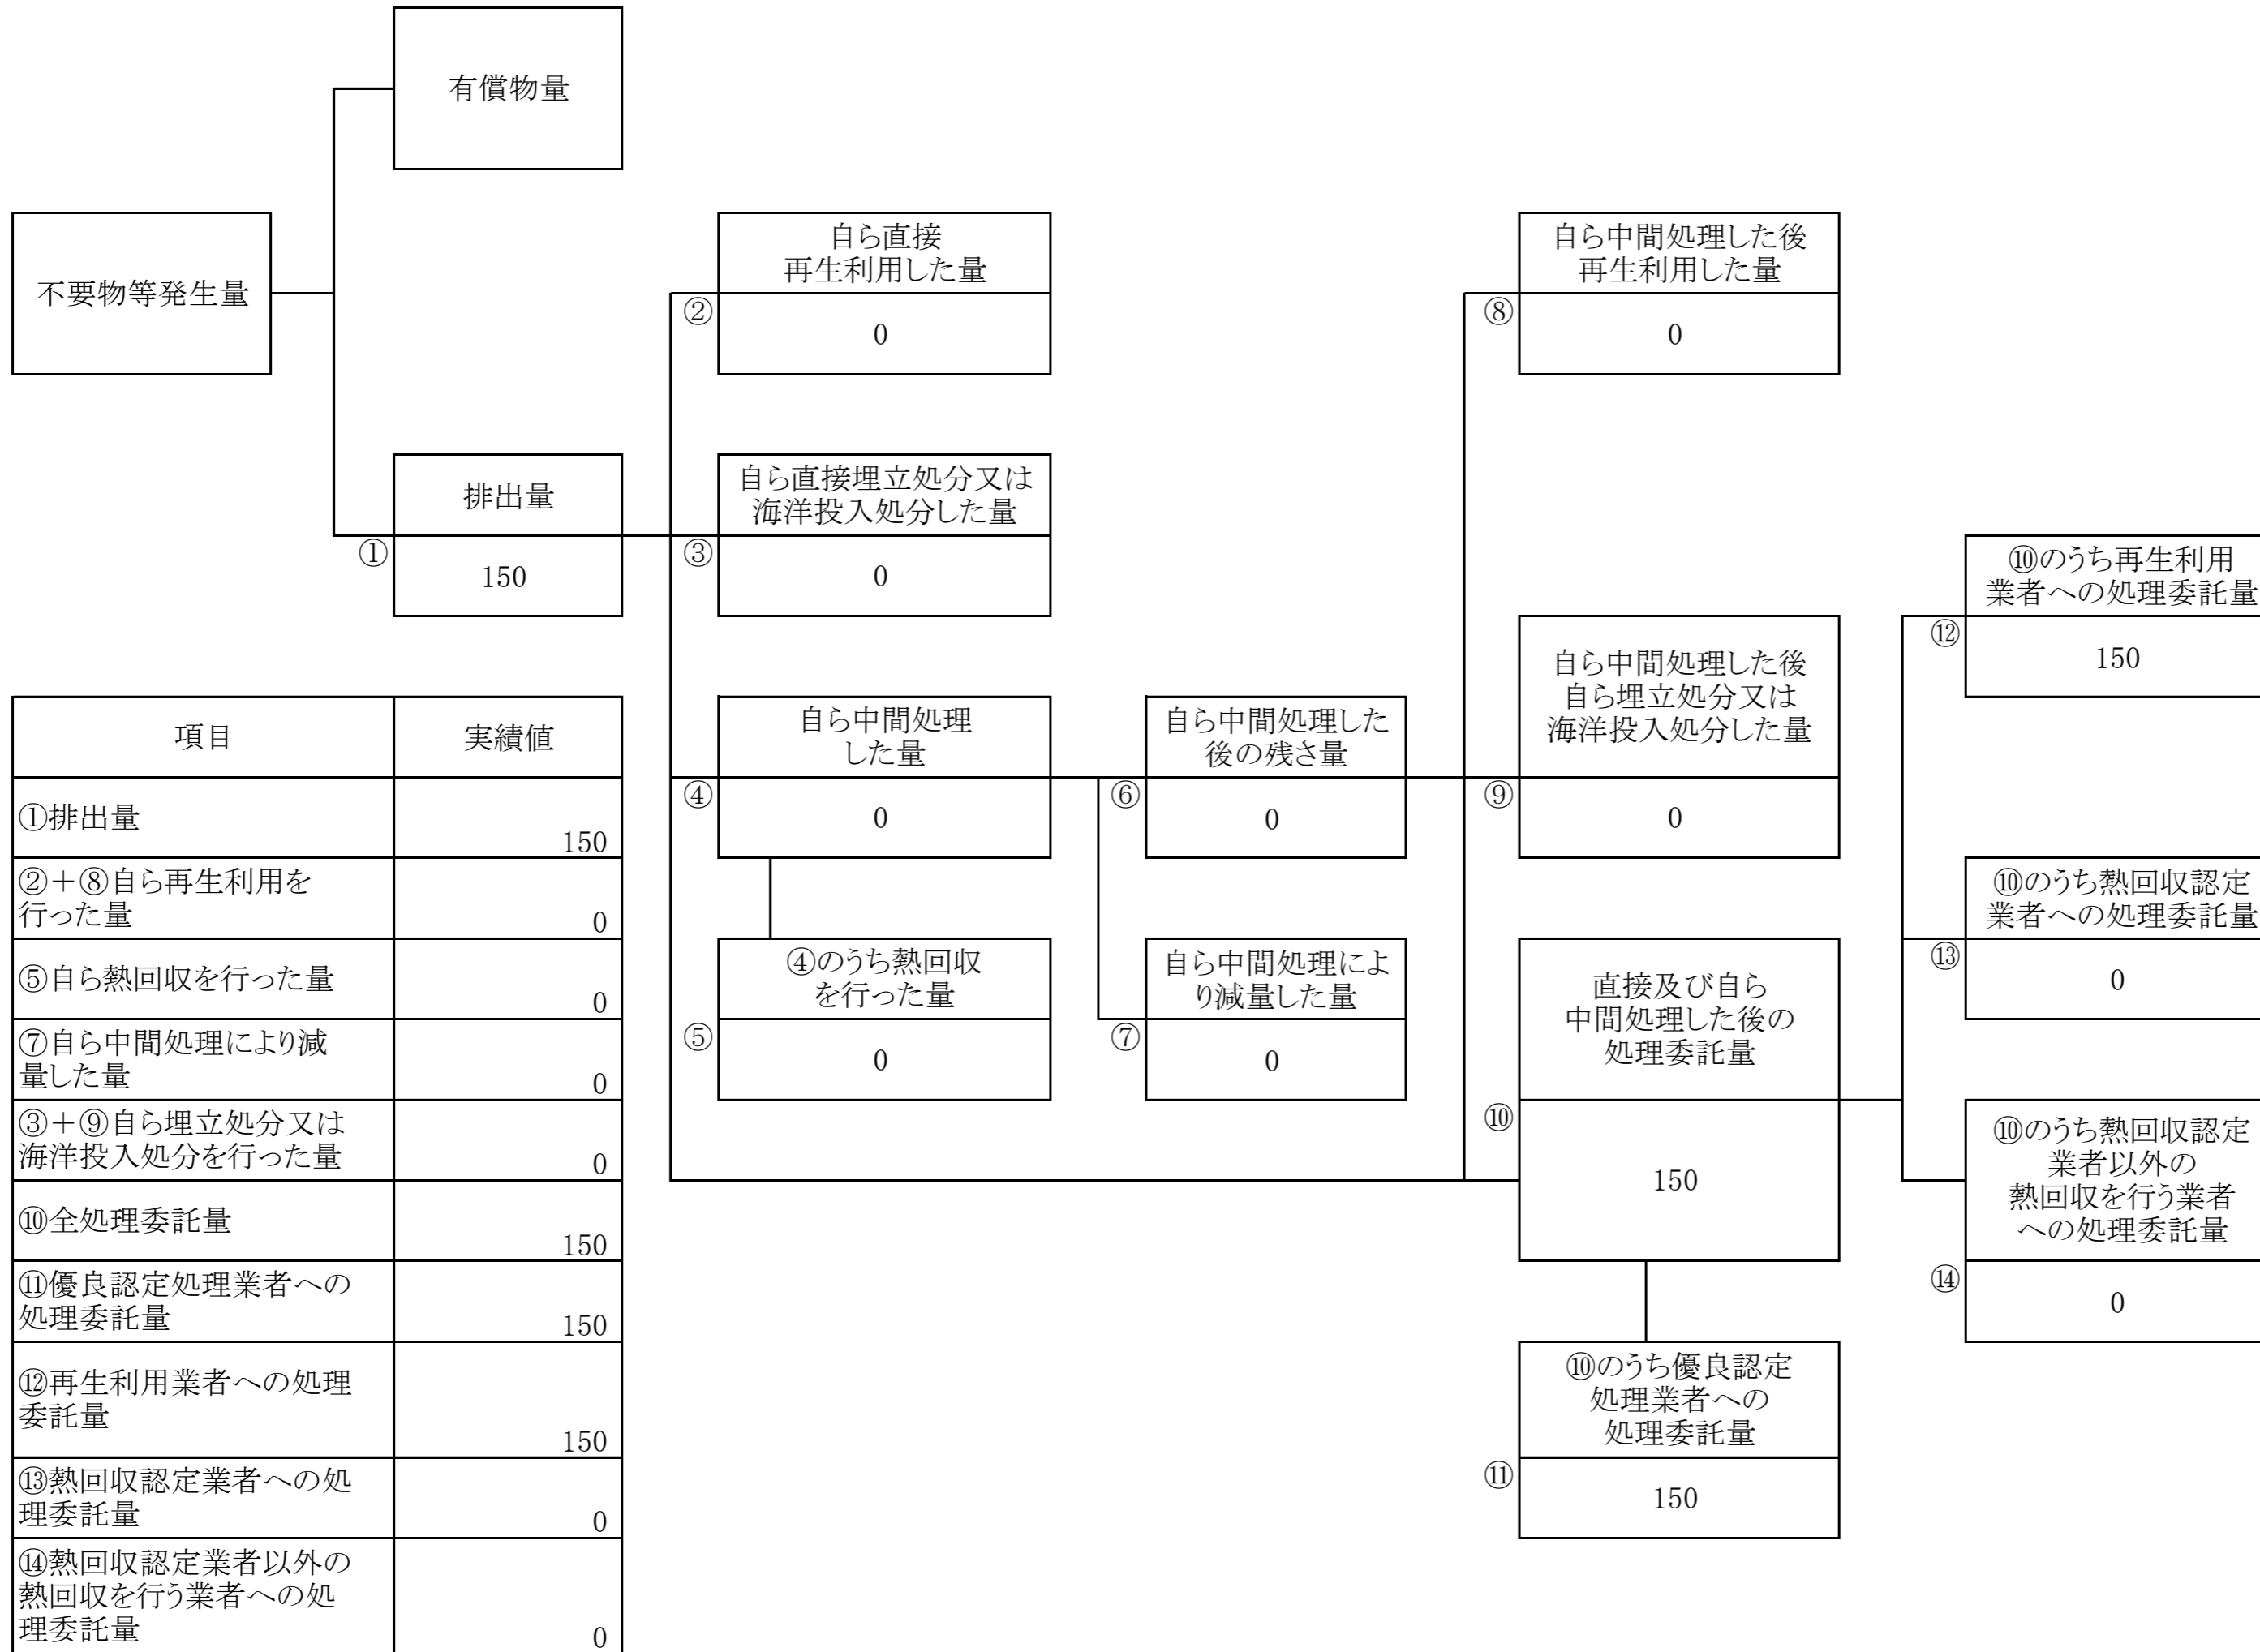 有償物量
不要物等発生量
自ら直接
再生利用した量
②
0
自ら中間処理した後
再生利用した量
⑧
0
排出量
①
150
自ら直接埋立処分又は
海洋投入処分した量
③
0
⑩のうち再生利用
業者への処理委託量
⑫
150
自ら中間処理
した量
④
0
自ら中間処理した
後の残さ量
⑥
0
自ら中間処理した後
自ら埋立処分又は
海洋投入処分した量
⑨
0
④のうち熱回収
を行った量
⑤
0
自ら中間処理によ
り減量した量
⑦
0
直接及び自ら
中間処理した後の
処理委託量
⑩
150
⑩のうち熱回収認定
業者への処理委託量
⑬
0
⑩のうち熱回収認定
業者以外の
熱回収を行う業者
への処理委託量
⑭
0
⑩のうち優良認定
処理業者への
処理委託量
⑪
150
項目 実績値
①排出量
150
②＋⑧自ら再生利用を
行った量 0
⑤自ら熱回収を行った量
0
⑦自ら中間処理により減
量した量 0
③＋⑨自ら埋立処分又は
海洋投入処分を行った量 0
⑩全処理委託量
150
⑪優良認定処理業者への
処理委託量 150
⑫再生利用業者への処理
委託量
150
⑬熱回収認定業者への処
理委託量 0
⑭熱回収認定業者以外の
熱回収を行う業者への処
理委託量 0